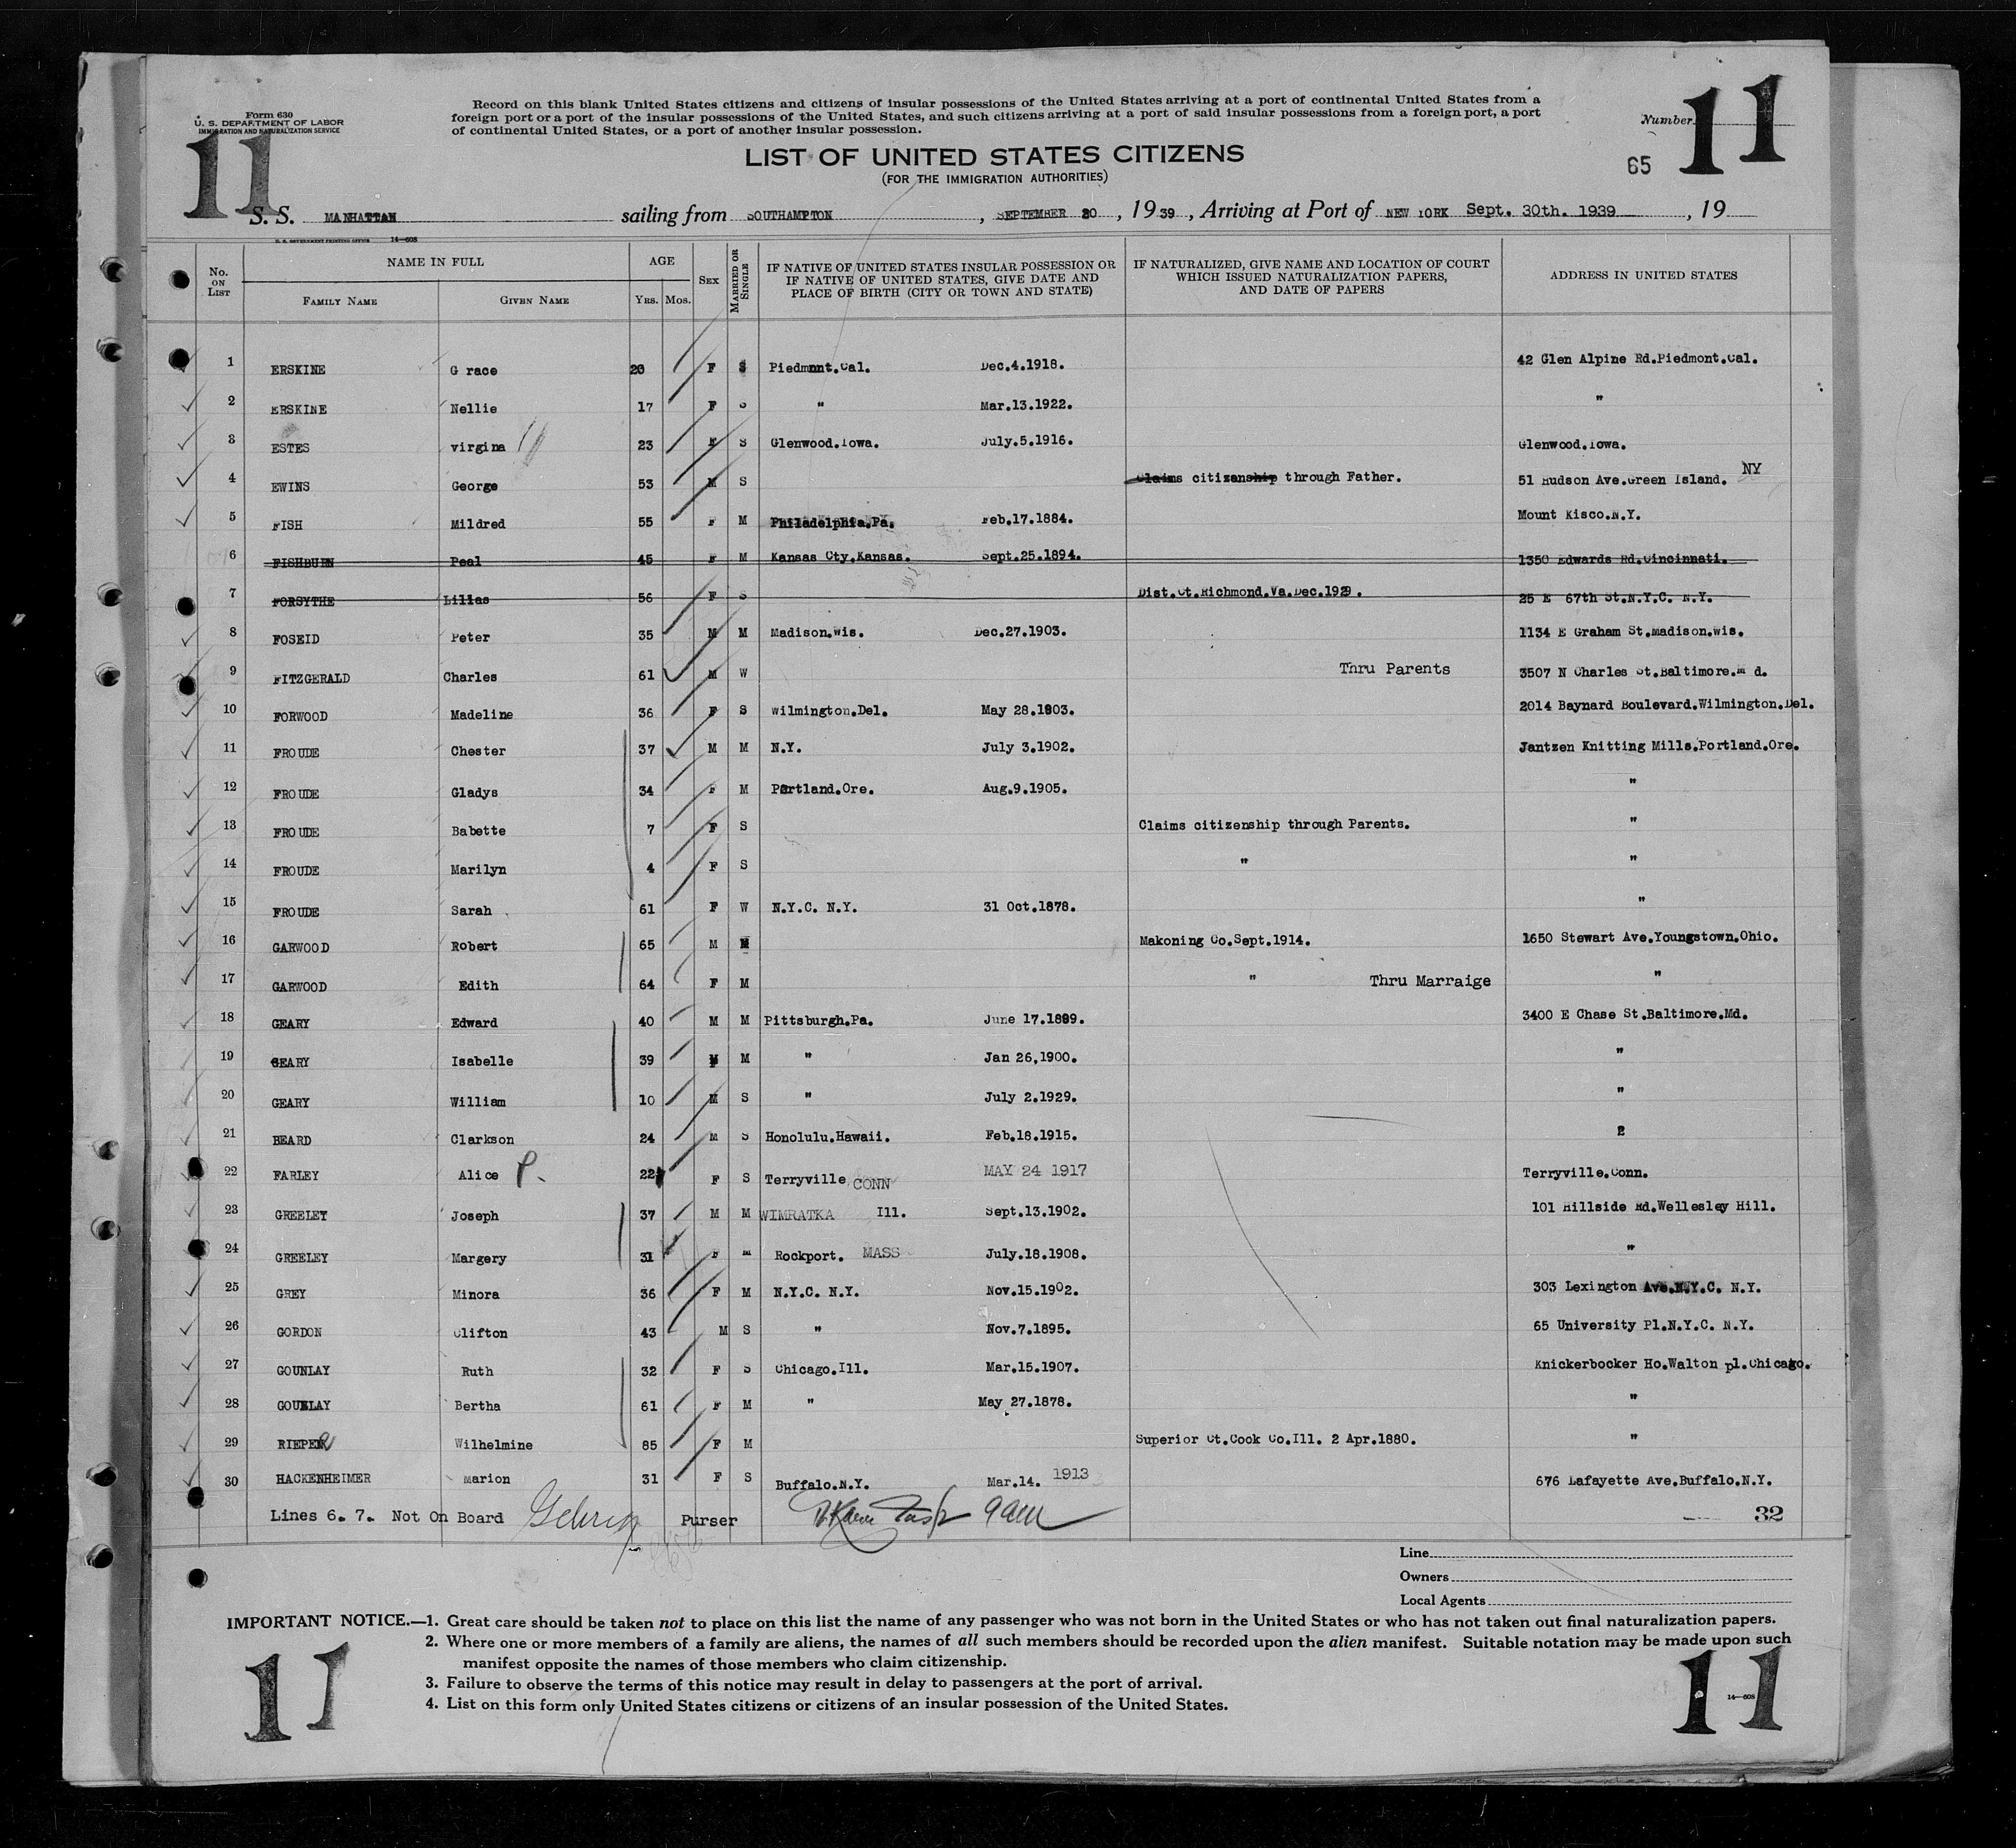 Form 630
U. S. DEPARTMENT OF LABOR
IMMIGRATION AND NATURALIZATION SERVICE
11
Record on this blank United States citizens and citizens of insular possessions of the United States arriving at a port of continental United States from a
foreign port or a port of the insular possessions of the United States, and such citizens arriving at a port of said insular possessions from a foreign port, a port
of continental United States, or a port of another insular possession.
Number 11
LIST OF UNITED STATES CITIZENS
(FOR THE IMMIGRATION AUTHORITIES)
65
S. S. MANHATTAN sailing from SOUTHAMPTON, SEPTEMBER 20, 1939, Arriving at Port of NEW YORK Sept. 30th. 1939, 19
U. S. GOVERNMENT PRINTING OFFICE 14—608
No. ON LIST
NAME IN FULL
FAMILY NAME
GIVEN NAME
AGE
YRS. MOS.
SEX
MARRIED OR SINGLE
IF NATIVE OF UNITED STATES INSULAR POSSESSION OR
IF NATIVE OF UNITED STATES, GIVE DATE AND
PLACE OF BIRTH (CITY OR TOWN AND STATE)
IF NATURALIZED, GIVE NAME AND LOCATION OF COURT
WHICH ISSUED NATURALIZATION PAPERS,
AND DATE OF PAPERS
ADDRESS IN UNITED STATES
1 ERSKINE G race 20 F S Piedmnnt.Cal. Dec.4.1918. 42 Glen Alpine Rd.Piedmont.Cal.
2 ERSKINE Nellie 17 F S " Mar.13.1922. "
3 ESTES virgina 23 F S Glenwood.Iowa. July.5.1916. Glenwood.Iowa.
4 EWINS George 53 M S Claims citizenship through Father. 51 Hudson Ave.Green Island. NY
5 FISH Mildred 55 F M Philadelphia.Pa. Feb.17.1884. Mount Kisco.N.Y.
6 FISHBURN Peal 45 F M Kansas Cty.Kansas. Sept.25.1894. 1350 Edwards Rd.Cincinnati.
7 FORSYTHE Lilias 56 F S Dist.Ct.Richmond.Va.Dec.1929. 25 E 67th St.N.Y.C. N.Y.
8 FOSEID Peter 35 M M Madison.wis. Dec.27.1903. 1134 E Graham St.Madison.wis.
9 FITZGERALD Charles 61 M W Thru Parents 3507 N Charles St.Baltimore.M d.
10 FORWOOD Madeline 36 F S wilmington.Del. May 28.1903. 2014 Baynard Boulevard.Wilmington.Del.
11 FROUDE Chester 37 M M N.Y. July 3.1902. Jantzen Knitting Mills.Portland.Ore.
12 FROUDE Gladys 34 F M Portland.Ore. Aug.9.1905. "
13 FROUDE Babette 7 F S Claims citizenship through Parents. "
14 FROUDE Marilyn 4 F S " "
15 FROUDE Sarah 61 F W N.Y.C. N.Y. 31 Oct.1878. "
16 GARWOOD Robert 65 M M Makoning Co.Sept.1914. 1650 Stewart Ave.Youngstown.Ohio.
17 GARWOOD Edith 64 F M " Thru Marraige "
18 GEARY Edward 40 M M Pittsburgh.Pa. June 17.1899. 3400 E Chase St.Baltimore.Md.
19 GEARY Isabelle 39 F M " Jan 26,1900. "
20 GEARY William 10 M S " July 2.1929. "
21 BEARD Clarkson 24 M S Honolulu.Hawaii. Feb.18.1915.
22 FARLEY Alice P. 22 F S Terryville CONN MAY 24 1917 Terryville.Conn.
23 GREELEY Joseph 37 M M WIMRATKA Ill. Sept.13.1902. 101 Hillside Rd.Wellesley Hill.
24 GREELEY Margery 31 F M Rockport. MASS July.18.1908. "
25 GREY Minora 36 F M N.Y.C. N.Y. Nov.15.1902. 303 Lexington Ave.N.Y.C. N.Y.
26 GORDON Clifton 43 M S " Nov.7.1895. 65 University Pl.N.Y.C. N.Y.
27 GOUNLAY Ruth 32 F S Chicago.Ill. Mar.15.1907. Knickerbocker Ho.Walton pl.Chicago.
28 GOUNLAY Bertha 61 F M " May 27.1878. "
29 RIEPER Wilhelmine 85 F M Superior Ct.Cook Co.Ill. 2 Apr.1880. "
30 HACKENHEIMER Marion 31 F S Buffalo.N.Y. Mar.14. 1913 676 Lafayette Ave.Buffalo.N.Y.
Lines 6. 7. Not On Board Purser 32
Line
Owners
Local Agents
IMPORTANT NOTICE.—1. Great care should be taken not to place on this list the name of any passenger who was not born in the United States or who has not taken out final naturalization papers.
2. Where one or more members of a family are aliens, the names of all such members should be recorded upon the alien manifest. Suitable notation may be made upon such
manifest opposite the names of those members who claim citizenship.
3. Failure to observe the terms of this notice may result in delay to passengers at the port of arrival.
4. List on this form only United States citizens or citizens of an insular possession of the United States.
11
14—608
11